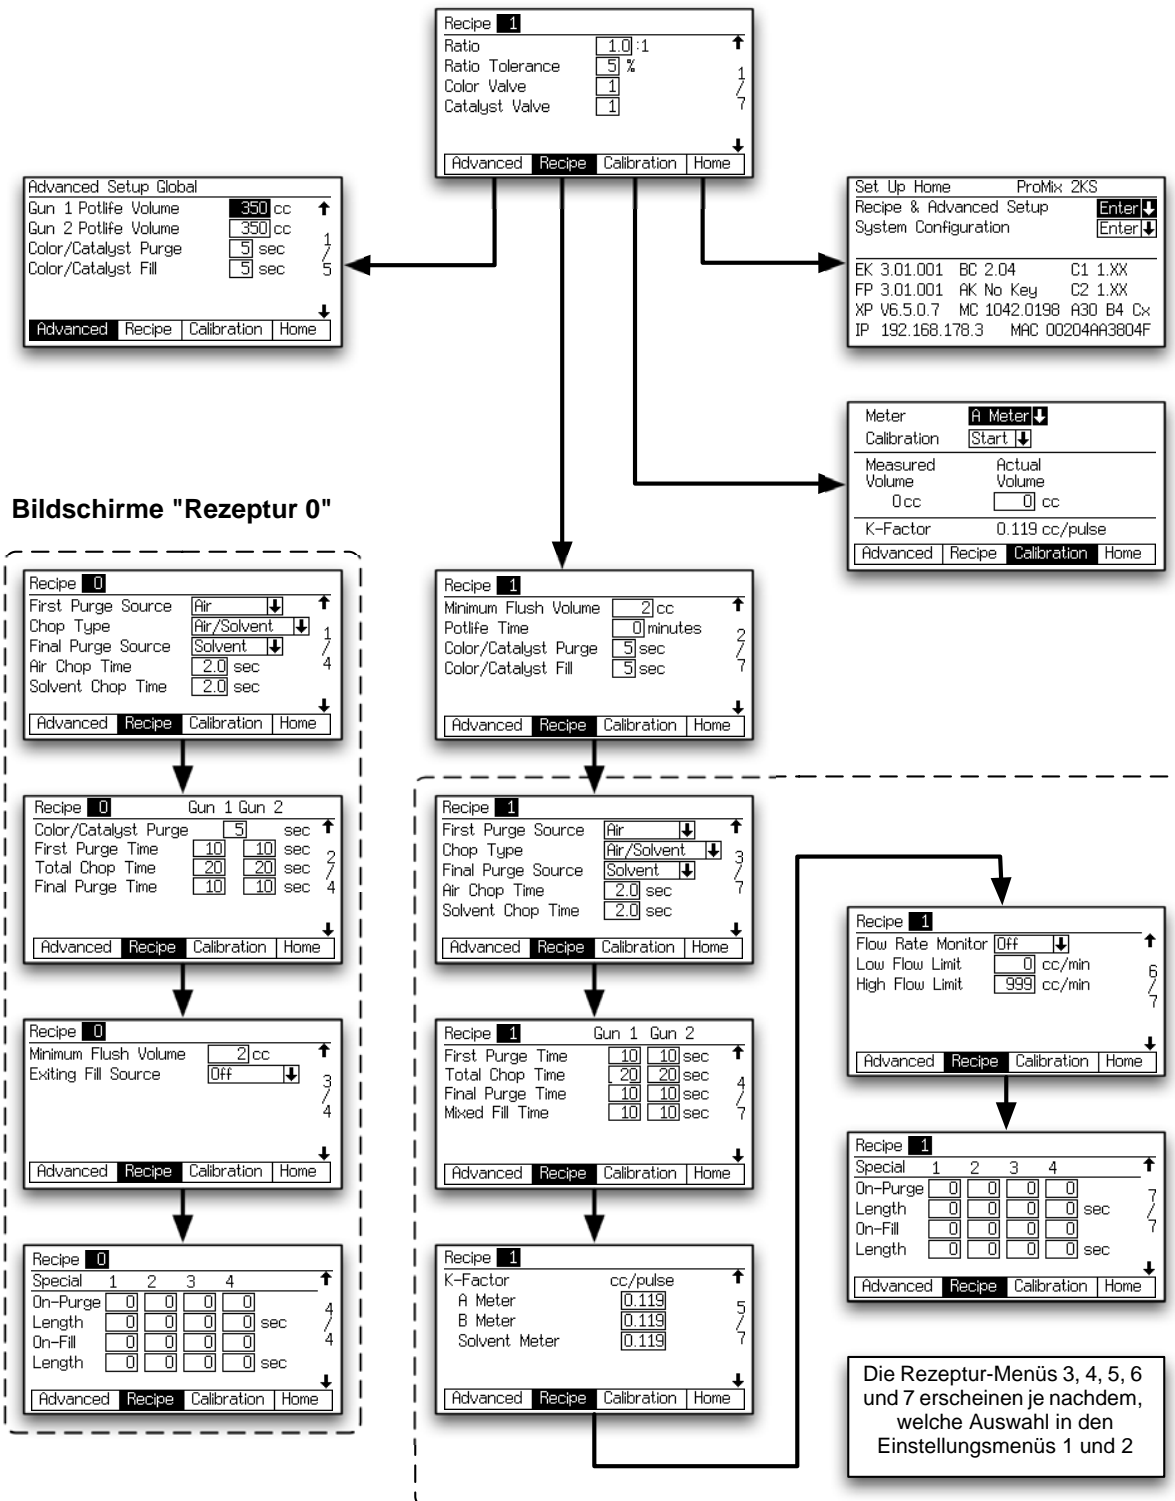 Recipe 1
Ratio 1.0 :1
Ratio Tolerance 5 %
Color Valve 1
Catalyst Valve 1
1/7
Advanced Recipe Calibration Home
Advanced Setup Global
Gun 1 Potlife Volume 350 cc
Gun 2 Potlife Volume 350 cc
Color/Catalyst Purge 5 sec
Color/Catalyst Fill 5 sec
1/5
Advanced Recipe Calibration Home
Set Up Home ProMix 2KS
Recipe & Advanced Setup Enter
System Configuration Enter
EK 3.01.001 BC 2.04 C1 1.XX
FP 3.01.001 AK No Key C2 1.XX
XP V6.5.0.7 MC 1042.0198 A30 B4 Cx
IP 192.168.178.3 MAC 00204AA3804F
Meter A Meter
Calibration Start
Measured Actual
Volume Volume
0 cc 0 cc
K-Factor 0.119 cc/pulse
Advanced Recipe Calibration Home
Bildschirme "Rezeptur 0"
Recipe 0
First Purge Source Air
Chop Type Air/Solvent
Final Purge Source Solvent
Air Chop Time 2.0 sec
Solvent Chop Time 2.0 sec
1/4
Advanced Recipe Calibration Home
Recipe 0 Gun 1 Gun 2
Color/Catalyst Purge 5 sec
First Purge Time 10 10 sec
Total Chop Time 20 20 sec
Final Purge Time 10 10 sec
2/4
Advanced Recipe Calibration Home
Recipe 0
Minimum Flush Volume 2 cc
Exiting Fill Source Off
3/4
Advanced Recipe Calibration Home
Recipe 0
Special 1 2 3 4
On-Purge 0 0 0 0
Length 0 0 0 0 sec
On-Fill 0 0 0 0
Length 0 0 0 0 sec
4/4
Advanced Recipe Calibration Home
Recipe 1
Minimum Flush Volume 2 cc
Potlife Time 0 minutes
Color/Catalyst Purge 5 sec
Color/Catalyst Fill 5 sec
2/7
Advanced Recipe Calibration Home
Recipe 1
First Purge Source Air
Chop Type Air/Solvent
Final Purge Source Solvent
Air Chop Time 2.0 sec
Solvent Chop Time 2.0 sec
3/7
Advanced Recipe Calibration Home
Recipe 1 Gun 1 Gun 2
First Purge Time 10 10 sec
Total Chop Time 20 20 sec
Final Purge Time 10 10 sec
Mixed Fill Time 10 10 sec
4/7
Advanced Recipe Calibration Home
Recipe 1
K-Factor cc/pulse
A Meter 0.119
B Meter 0.119
Solvent Meter 0.119
5/7
Advanced Recipe Calibration Home
Recipe 1
Flow Rate Monitor Off
Low Flow Limit 0 cc/min
High Flow Limit 999 cc/min
6/7
Advanced Recipe Calibration Home
Recipe 1
Special 1 2 3 4
On-Purge 0 0 0 0
Length 0 0 0 0 sec
On-Fill 0 0 0 0
Length 0 0 0 0 sec
7/7
Advanced Recipe Calibration Home
Die Rezeptur-Menüs 3, 4, 5, 6
und 7 erscheinen je nachdem,
welche Auswahl in den
Einstellungsmenüs 1 und 2